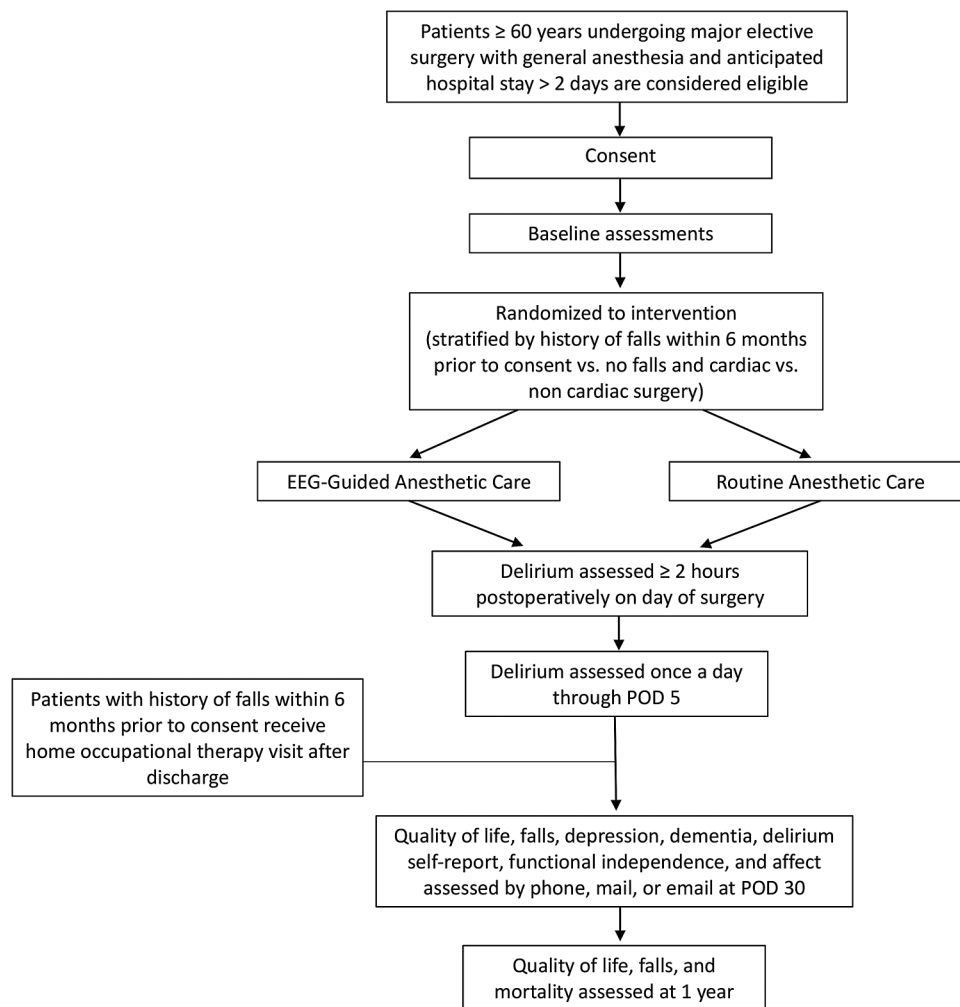 Patients ≥ 60 years undergoing major elective
surgery with general anesthesia and anticipated
hospital stay > 2 days are considered eligible
Consent
Baseline assessments
Randomized to intervention
(stratified by history of falls within 6 months
prior to consent vs. no falls and cardiac vs.
non cardiac surgery)
EEG-Guided Anesthetic Care
Routine Anesthetic Care
Delirium assessed ≥ 2 hours
postoperatively on day of surgery
Delirium assessed once a day
through POD 5
Patients with history of falls within 6
months prior to consent receive
home occupational therapy visit after
discharge
Quality of life, falls, depression, dementia, delirium
self-report, functional independence, and affect
assessed by phone, mail, or email at POD 30
Quality of life, falls, and
mortality assessed at 1 year